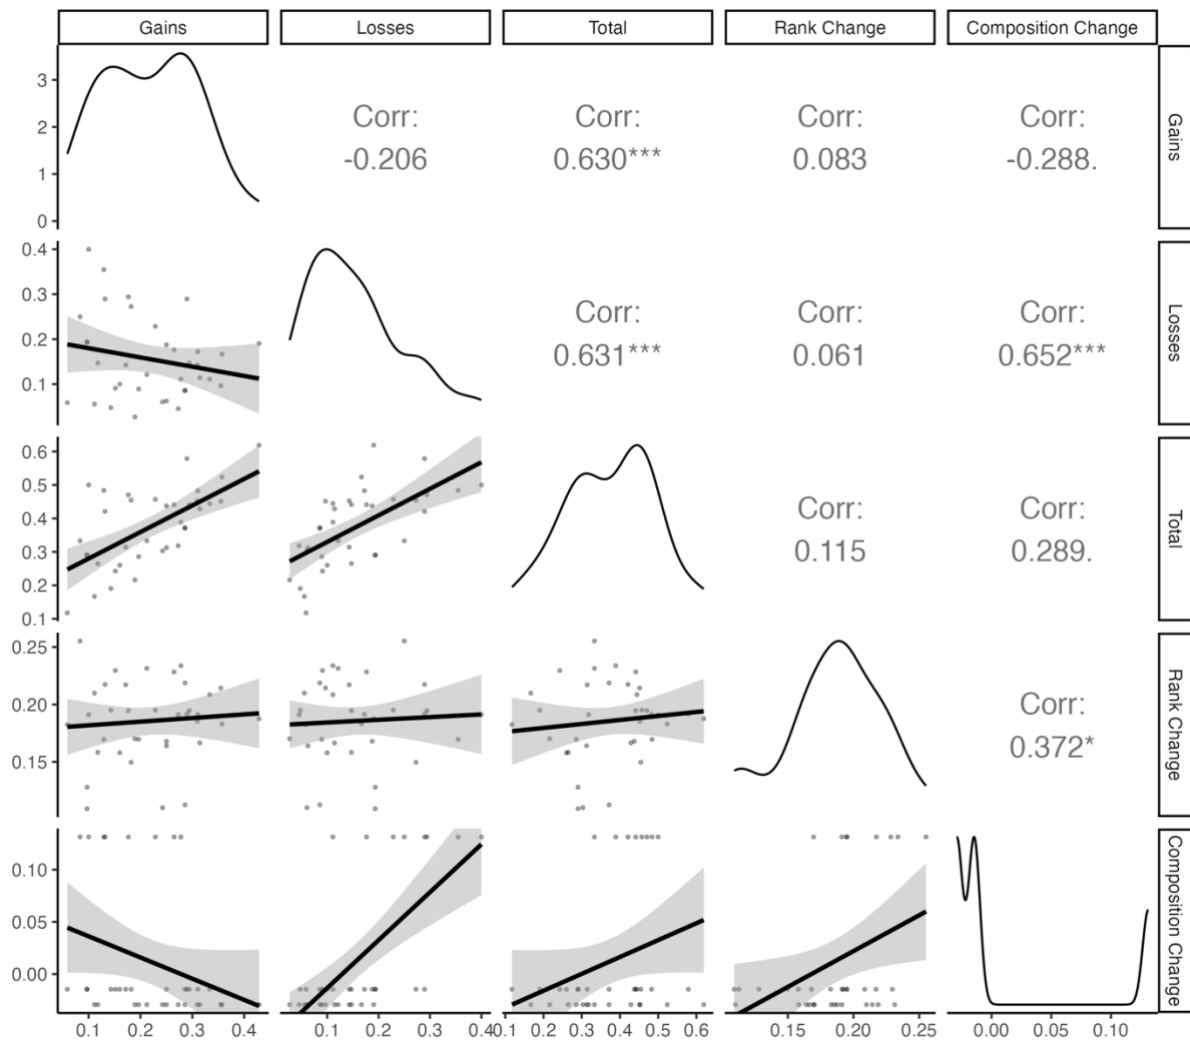 Gains Losses Total Rank Change Composition Change
3
2
1
0
Corr:
-0.206
Corr:
0.630***
Corr:
0.083
Corr:
-0.288.
Gains
0.4
0.3
0.2
0.1
Corr:
0.631***
Corr:
0.061
Corr:
0.652***
Losses
0.6
0.5
0.4
0.3
0.2
0.1
Corr:
0.115
Corr:
0.289.
Total
0.25
0.20
0.15
Corr:
0.372*
Rank Change
0.10
0.05
0.00
Composition Change
0.1 0.2 0.3 0.4 0.1 0.2 0.3 0.4 0.1 0.2 0.3 0.4 0.5 0.6 0.15 0.20 0.25 0.00 0.05 0.10